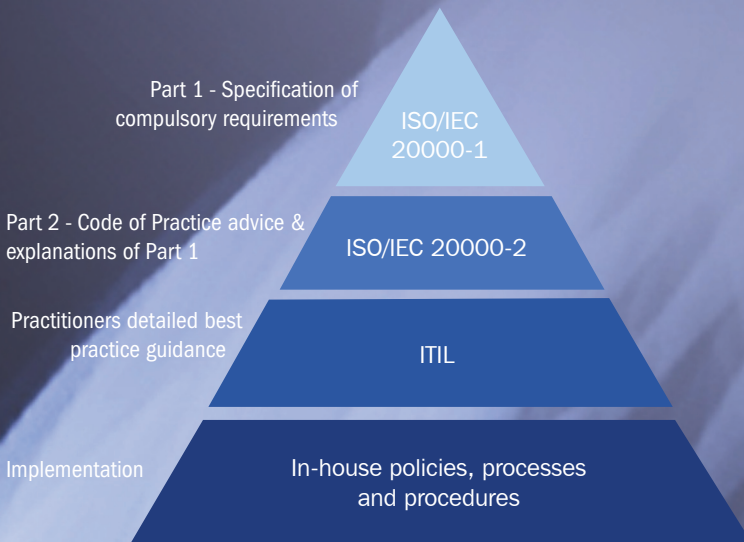 Part 1 - Specification of
compulsory requirements
ISO/IEC
20000-1
Part 2 - Code of Practice advice &
explanations of Part 1
ISO/IEC 20000-2
Practitioners detailed best
practice guidance
ITIL
Implementation
In-house policies, processes
and procedures